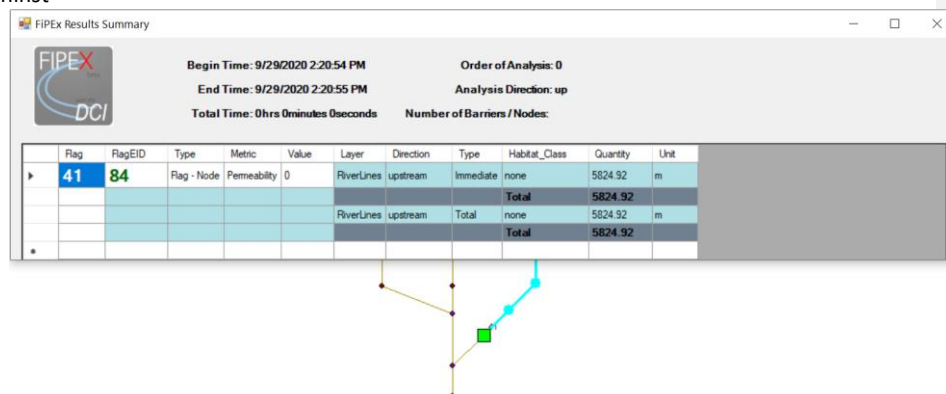 FiPEx Results Summary
FIPEX
DCI
Begin Time: 9/29/2020 2:20:54 PM
End Time: 9/29/2020 2:20:55 PM
Total Time: 0hrs 0minutes 0seconds
Order of Analysis: 0
Analysis Direction: up
Number of Barriers / Nodes:
Flag FlagEID Type Metric Value Layer Direction Type Habitat_Class Quantity Unit
41 84 Flag - Node Permeability 0 RiverLines upstream Immediate none 5824.92 m
Total 5824.92
RiverLines upstream Total none 5824.92 m
Total 5824.92
41